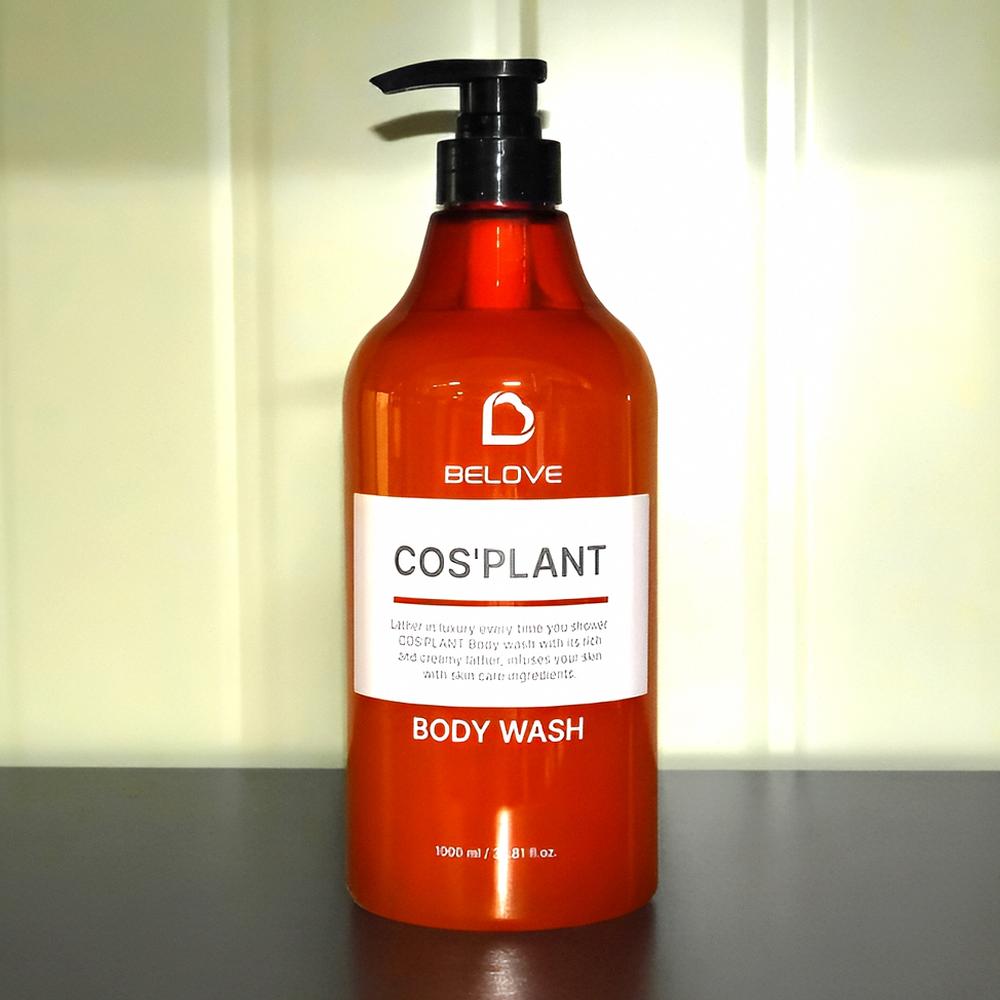 BELOVE
COS'PLANT
Lather in luxury every time you shower
COS'PLANT Body wash with its rich
and creamy lather, infuses your skin
with skin care ingredients.
BODY WASH
1000 ml / fl.oz.